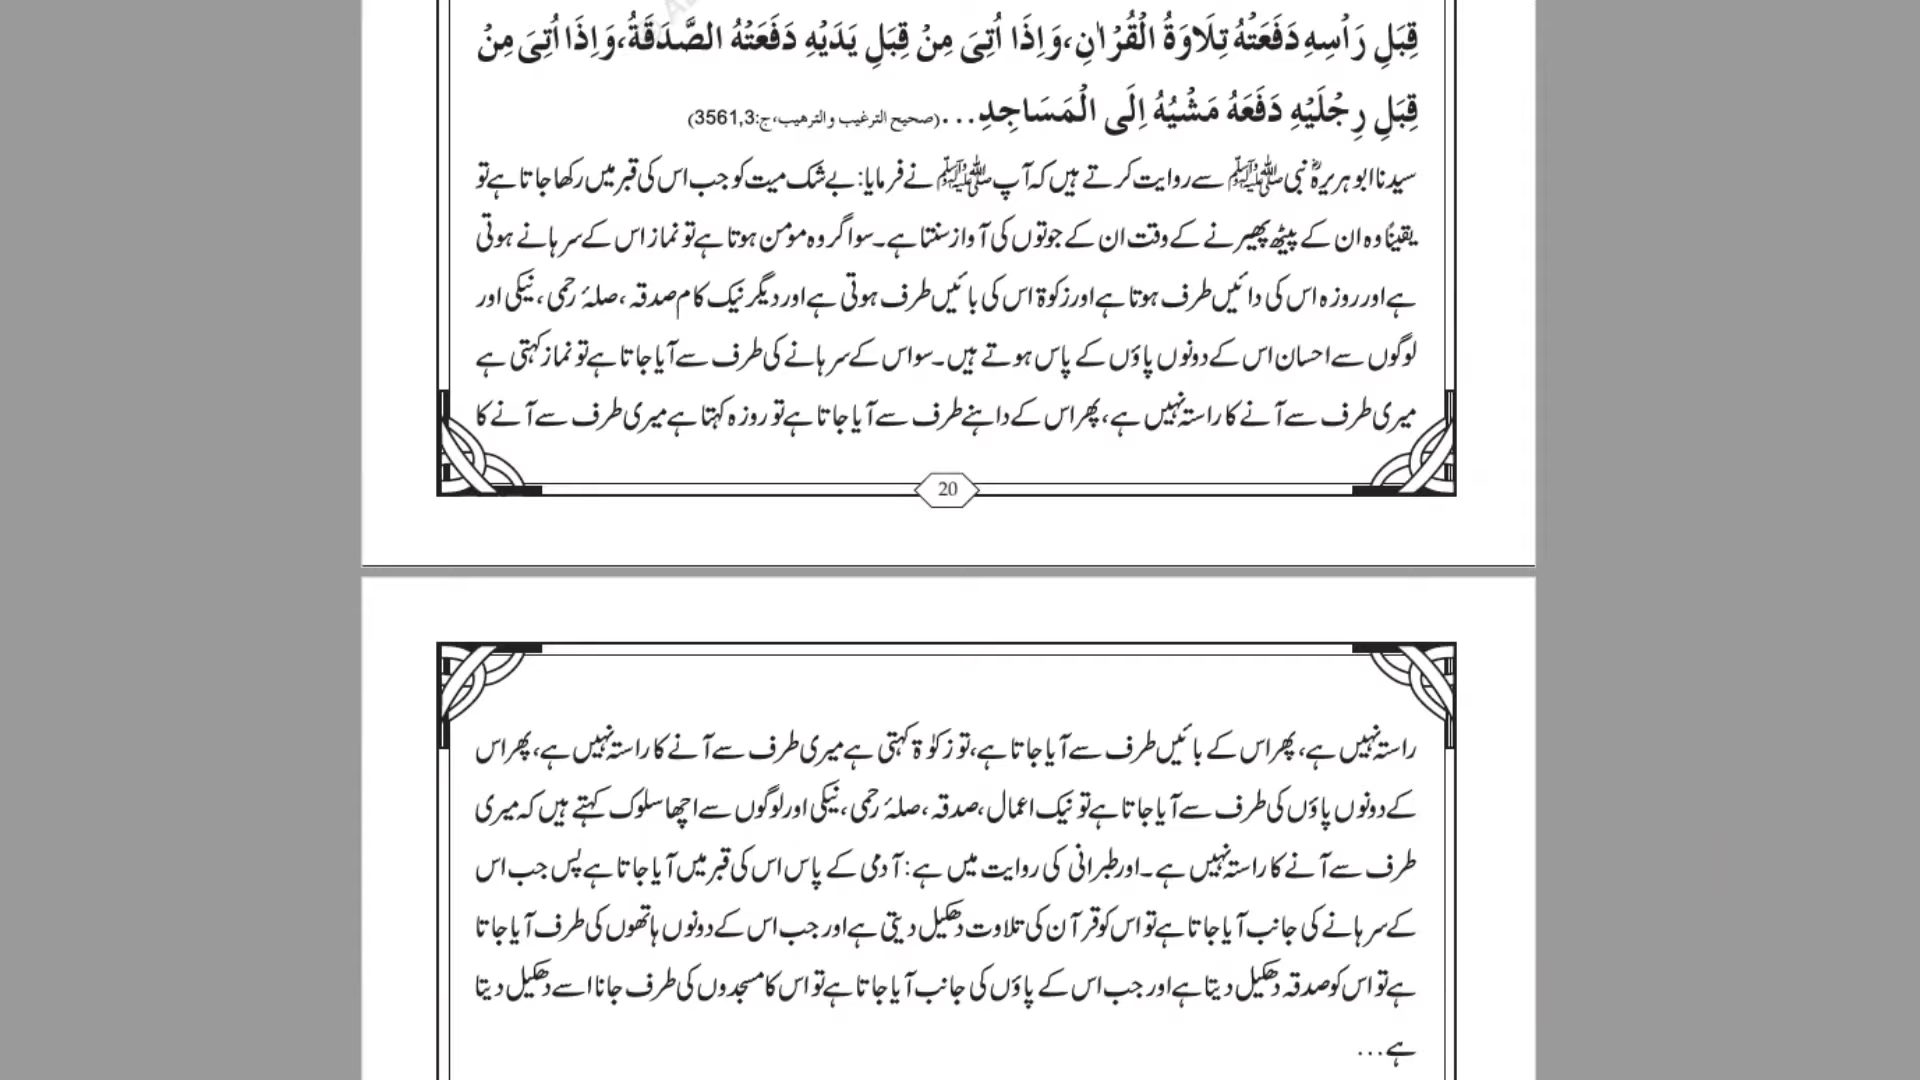 قِبَلِ رَأْسِهِ دَفَعَتْهُ تِلَاوَةُ الْقُرْاٰنِ،وَاِذَا اُتِیَ مِنْ قِبَلِ یَدَیْهِ دَفَعَتْهُ الصَّدَقَةُ،وَاِذَا اُتِیَ مِنْ
قِبَلِ رِجْلَیْهِ دَفَعَهُ مَشْیُهُ اِلَی الْمَسَاجِدِ...(صحیح الترغیب والترهیب،ج:3561,3)
سیدنا ابو ہریرہؓ نبی ﷺ سے روایت کرتے ہیں کہ آپ ﷺ نے فرمایا: بے شک میت کو جب اس کی قبر میں رکھا جاتا ہے تو
یقیناً وہ ان کے پیٹھ پھیرنے کے وقت ان کے جوتوں کی آواز سنتا ہے۔سو اگر وہ مومن ہوتا ہے تو نماز اس کے سرہانے ہوتی
ہے اور روزہ اس کی دائیں طرف ہوتا ہے اور زکوۃ اس کی بائیں طرف ہوتی ہے اور دیگر نیک کام صدقہ ،صلۂ رحمی ،نیکی اور
لوگوں سے احسان اس کے دونوں پاؤں کے پاس ہوتے ہیں۔سو اس کے سرہانے کی طرف سے آیا جاتا ہے تو نماز کہتی ہے
میری طرف سے آنے کا راستہ نہیں ہے، پھر اس کے داہنے طرف سے آیا جاتا ہے تو روزہ کہتا ہے میری طرف سے آنے کا
20
راستہ نہیں ہے، پھر اس کے بائیں طرف سے آیا جاتا ہے،تو زکوٰۃ کہتی ہے میری طرف سے آنے کا راستہ نہیں ہے، پھر اس
کے دونوں پاؤں کی طرف سے آیا جاتا ہے تو نیک اعمال ،صدقہ ،صلۂ رحمی ،نیکی اور لوگوں سے اچھا سلوک کہتے ہیں کہ میری
طرف سے آنے کا راستہ نہیں ہے۔اور طبرانی کی روایت میں ہے: آدمی کے پاس اس کی قبر میں آیا جاتا ہے پس جب اس
کے سرہانے کی جانب آیا جاتا ہے تو اس کو قرآن کی تلاوت دھکیل دیتی ہے اور جب اس کے دونوں ہاتھوں کی طرف آیا جاتا
ہے تو اس کو صدقہ دھکیل دیتا ہے اور جب اس کے پاؤں کی جانب آیا جاتا ہے تو اس کا مسجدوں کی طرف جانا اسے دھکیل دیتا
ہے...